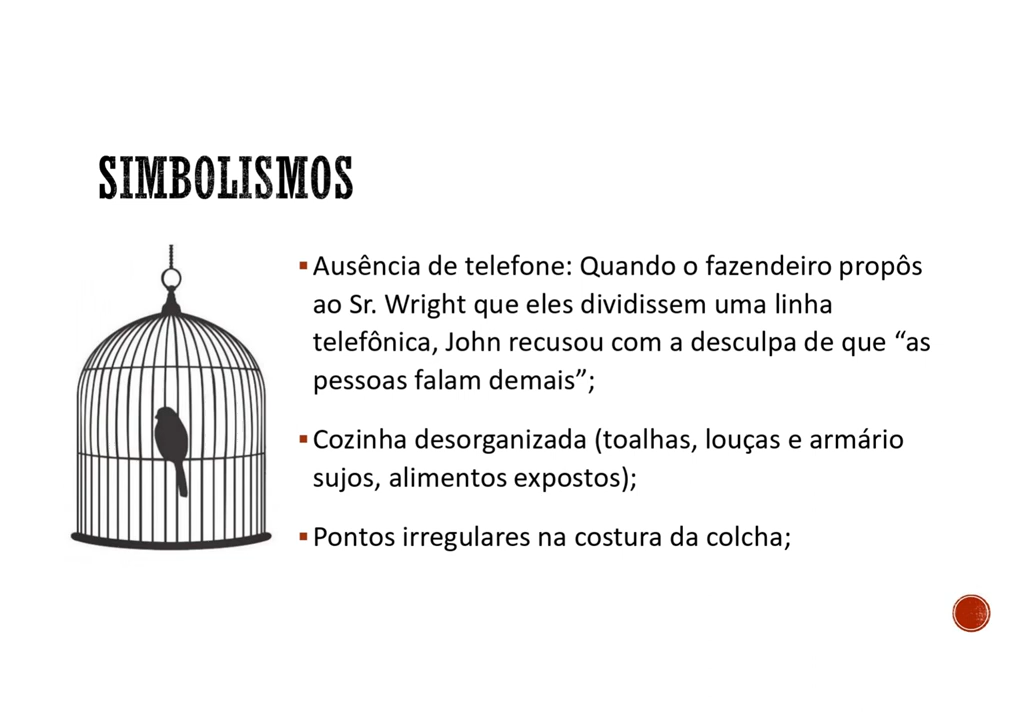 SIMBOLISMOS
▪Ausência de telefone: Quando o fazendeiro propôs
ao Sr. Wright que eles dividissem uma linha
telefônica, John recusou com a desculpa de que “as
pessoas falam demais”;
▪Cozinha desorganizada (toalhas, louças e armário
sujos, alimentos expostos);
▪Pontos irregulares na costura da colcha;